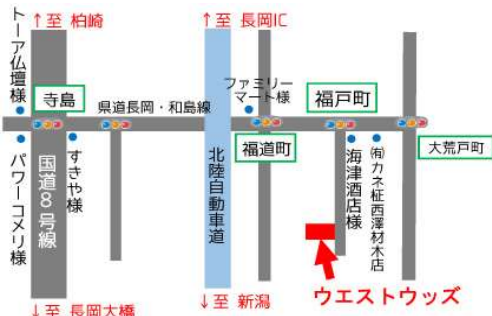 ↑至 柏崎
↑至 長岡IC
トーア仏壇様
寺島
県道長岡・和島線
ファミリー
マート様
福戸町
福道町
大荒戸町
パワーコメリ様
国道8号線
すきや様
北陸自動車道
海津酒店様
㈲カネ柾西澤材木店
ウエストウッズ
↓至 長岡大橋
↓至 新潟